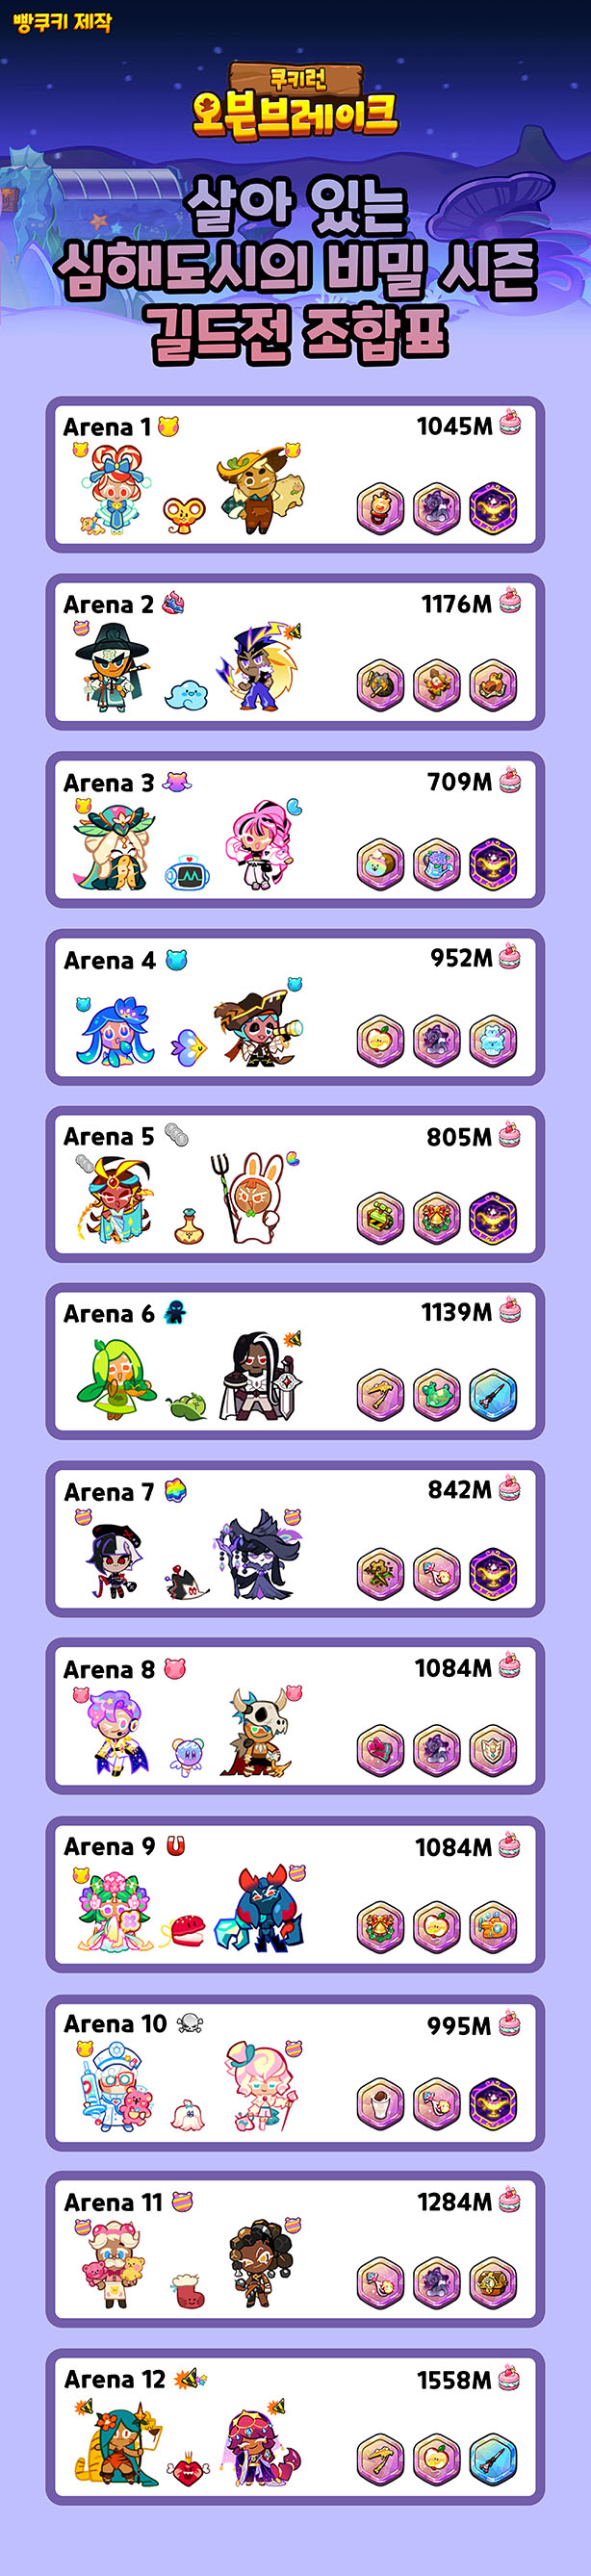 빵쿠키 제작
쿠키런
오븐브레이크
살아 있는
심해도시의 비밀 시즌
길드전 조합표
Arena 1
1045M
Arena 2
1176M
Arena 3
709M
Arena 4
952M
Arena 5
805M
Arena 6
1139M
Arena 7
842M
Arena 8
1084M
Arena 9
1084M
Arena 10
995M
Arena 11
1284M
Arena 12
1558M